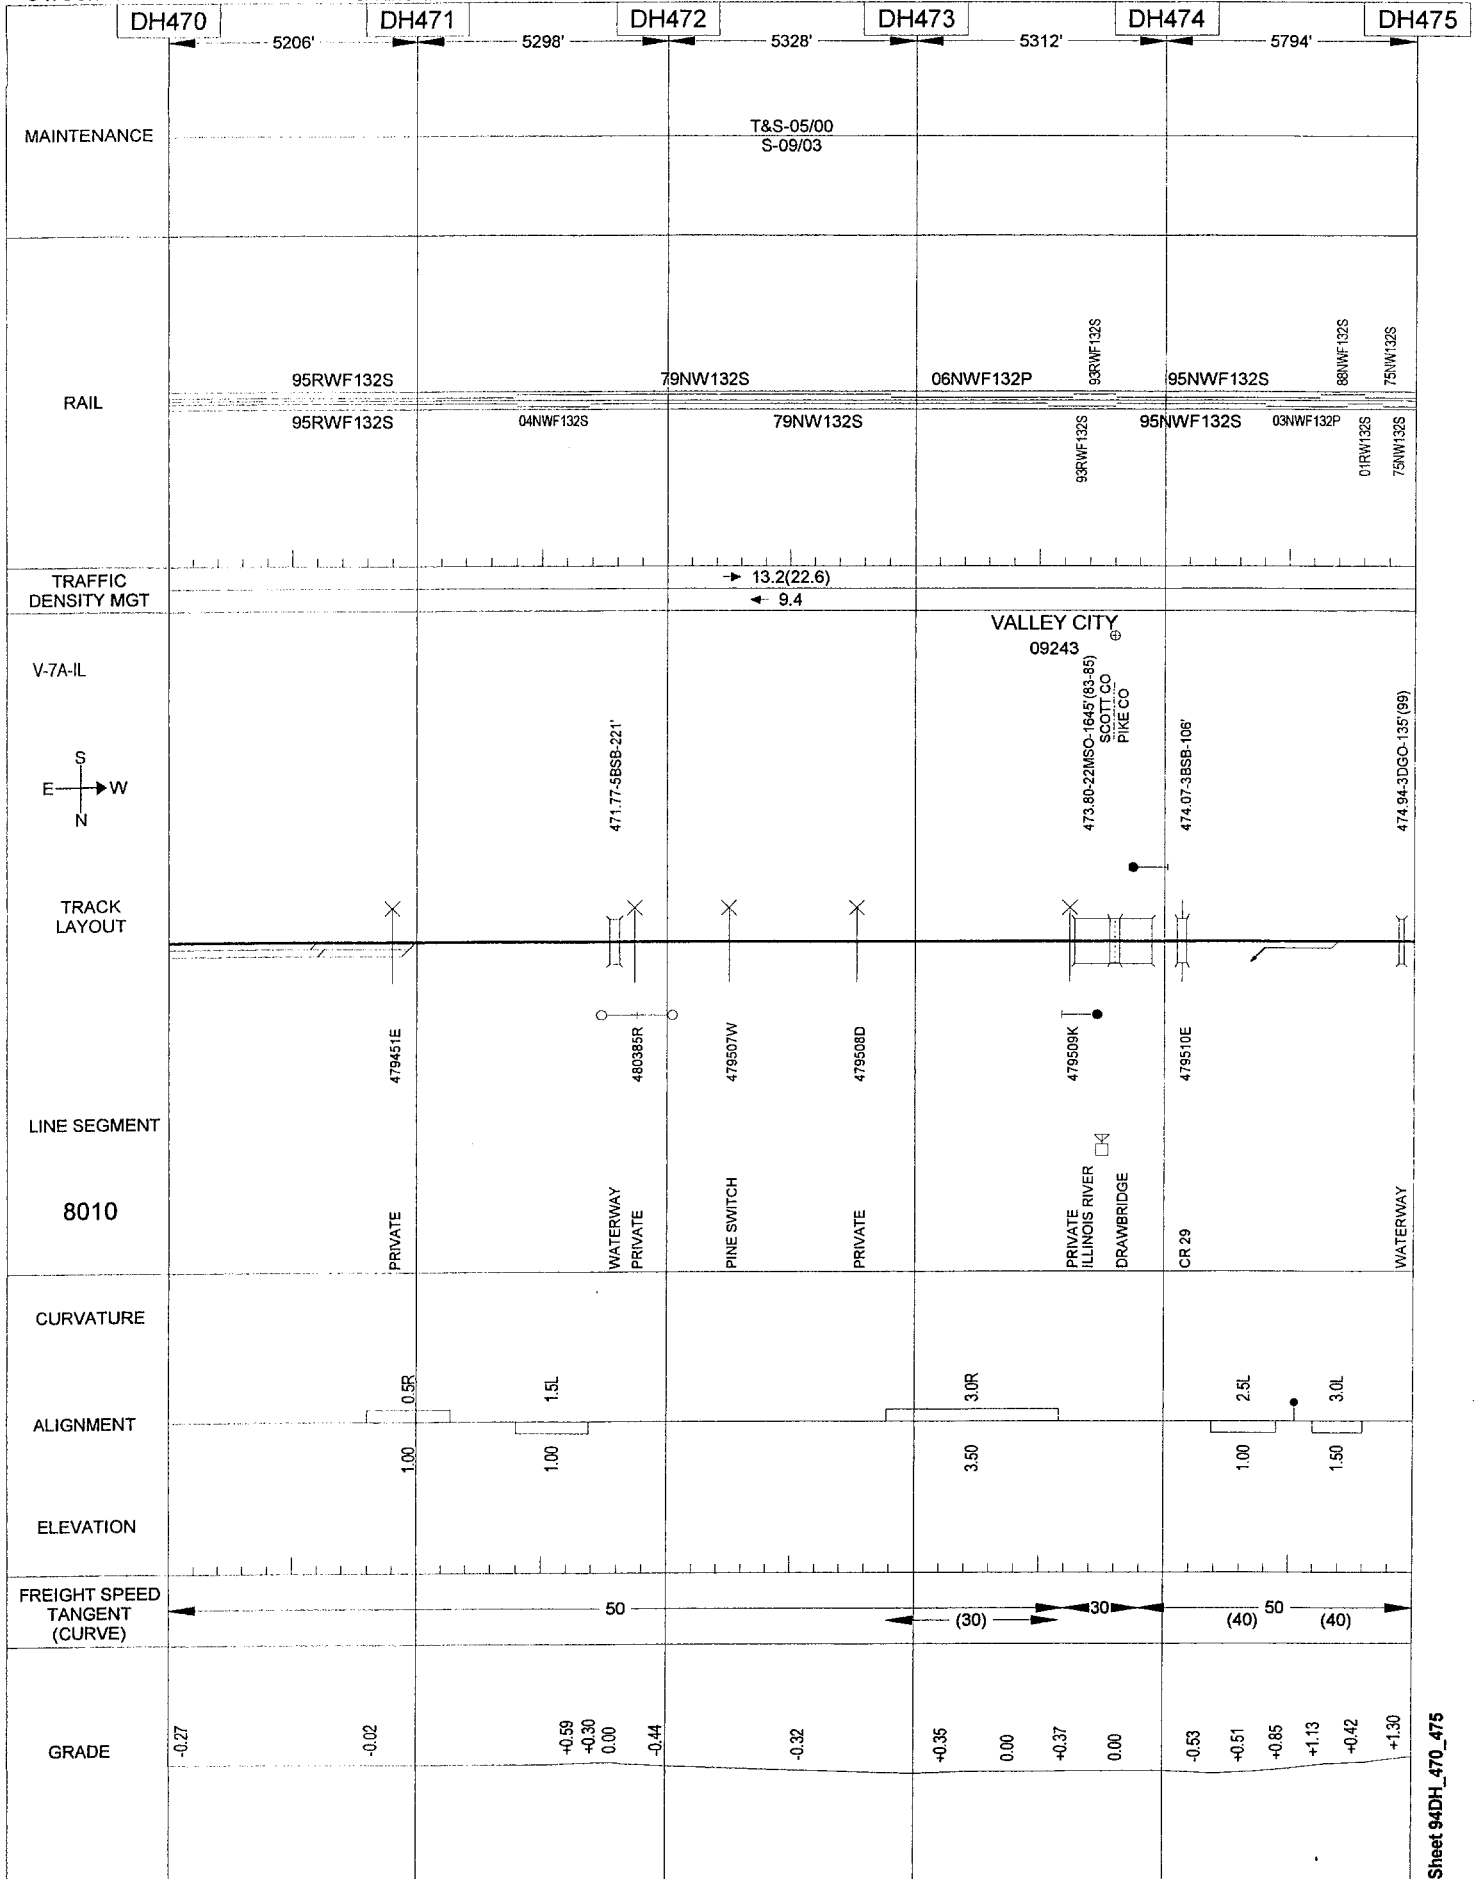 DH470 DH471 DH472 DH473 DH474 DH475
5206' 5298' 5328' 5312' 5794'
MAINTENANCE
T&S-05/00
S-09/03
RAIL
95RWF132S 79NW132S 06NWF132P 93RWF132S 95NWF132S 88NWF132S 75NW132S
95RWF132S 04NWF132S 79NW132S 93RWF132S 95NWF132S 03NWF132P 01RW132S 75NW132S
TRAFFIC
DENSITY MGT
13.2(22.6)
9.4
VALLEY CITY
09243
V-7A-IL
S
E W
N
471.77-5BSB-221'
473.80-22MSO-1645'(83-85)
SCOTT CO
PIKE CO
474.07-3BSB-106'
474.94-3DGO-135'(99)
TRACK
LAYOUT
479451E
480385R
479507W
479508D
479509K
479510E
LINE SEGMENT
8010
PRIVATE
WATERWAY
PRIVATE
PINE SWITCH
PRIVATE
PRIVATE
ILLINOIS RIVER
DRAWBRIDGE
CR 29
WATERWAY
CURVATURE
0.5R 1.5L 3.0R 2.5L 3.0L
ALIGNMENT
1.00 1.00 3.50 1.00 1.50
ELEVATION
FREIGHT SPEED
TANGENT
(CURVE)
50 30 50
(30) (40) (40)
GRADE
-0.27 -0.02 +0.59 +0.30 0.00 -0.44 -0.32 +0.35 0.00 +0.37 0.00 -0.53 +0.51 +0.85 +1.13 +0.42 +1.30
Sheet 94DH_470_475